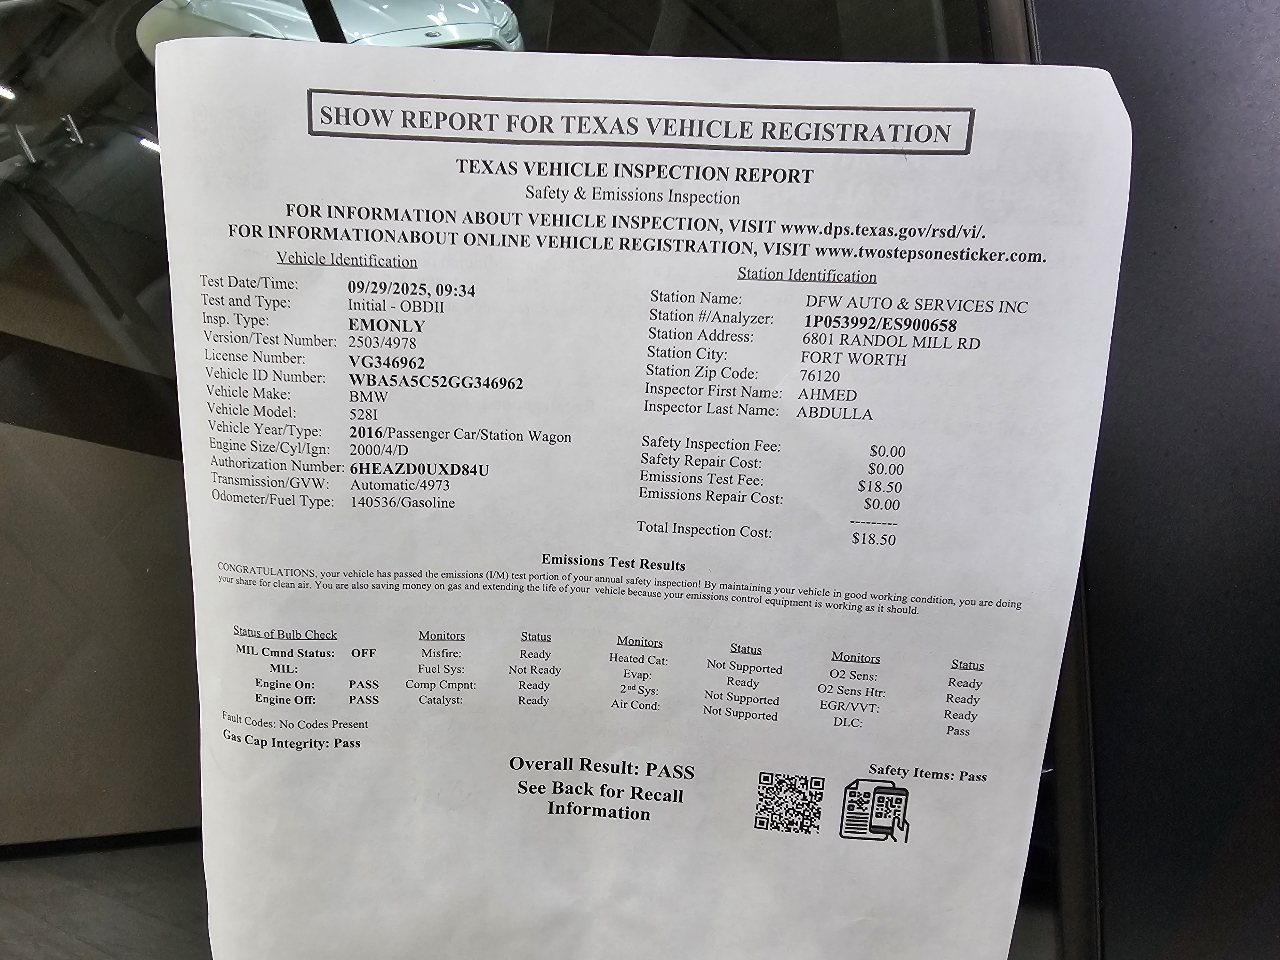 SHOW REPORT FOR TEXAS VEHICLE REGISTRATION
TEXAS VEHICLE INSPECTION REPORT
Safety & Emissions Inspection
FOR INFORMATION ABOUT VEHICLE INSPECTION, VISIT www.dps.texas.gov/rsd/vi/.
FOR INFORMATIONABOUT ONLINE VEHICLE REGISTRATION, VISIT www.twostepsonesticker.com.
Vehicle Identification
Test Date/Time: 09/29/2025, 09:34
Test and Type: Initial - OBDII
Insp. Type: EMONLY
Version/Test Number: 2503/4978
License Number: VG346962
Vehicle ID Number: WBA5A5C52GG346962
Vehicle Make: BMW
Vehicle Model: 528I
Vehicle Year/Type: 2016/Passenger Car/Station Wagon
Engine Size/Cyl/Ign: 2000/4/D
Authorization Number: 6HEAZD0UXD84U
Transmission/GVW: Automatic/4973
Odometer/Fuel Type: 140536/Gasoline
Station Identification
Station Name: DFW AUTO & SERVICES INC
Station #/Analyzer: 1P053992/ES900658
Station Address: 6801 RANDOL MILL RD
Station City: FORT WORTH
Station Zip Code: 76120
Inspector First Name: AHMED
Inspector Last Name: ABDULLA
Safety Inspection Fee: $0.00
Safety Repair Cost: $0.00
Emissions Test Fee: $18.50
Emissions Repair Cost: $0.00
---------
Total Inspection Cost: $18.50
Emissions Test Results
CONGRATULATIONS, your vehicle has passed the emissions (I/M) test portion of your annual safety inspection! By maintaining your vehicle in good working condition, you are doing
your share for clean air. You are also saving money on gas and extending the life of your vehicle because your emissions control equipment is working as it should.
Status of Bulb Check
MIL Cmnd Status: OFF
MIL:
Engine On: PASS
Engine Off: PASS
Monitors Status
Misfire: Ready
Fuel Sys: Not Ready
Comp Cmpnt: Ready
Catalyst: Ready
Monitors Status
Heated Cat: Not Supported
Evap: Ready
2nd Sys: Not Supported
Air Cond: Not Supported
Monitors Status
O2 Sens: Ready
O2 Sens Htr: Ready
EGR/VVT: Ready
DLC: Pass
Fault Codes: No Codes Present
Gas Cap Integrity: Pass
Overall Result: PASS
See Back for Recall
Information
Safety Items: Pass